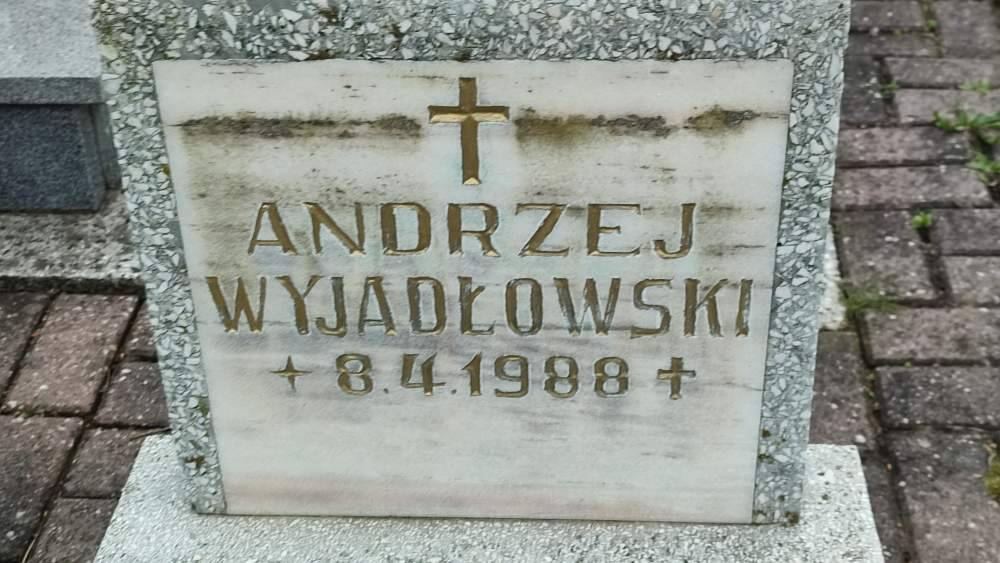 ANDRZEJ
WYJADŁOWSKI
+ 8.4.1988 +